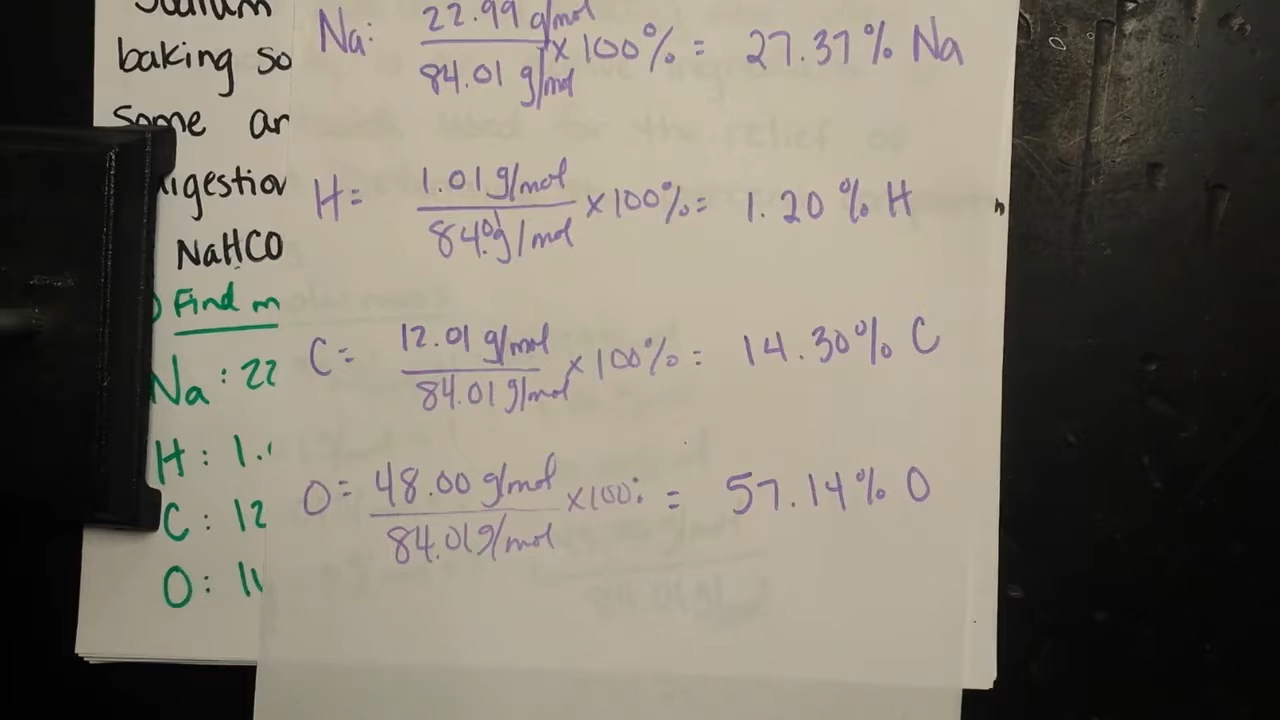 Sodium
baking so
Some ar
digestion
NaHCO
Find m
Na: 22
H: 1.
C: 12
O: 1
Na: 22.99 g/mol / 84.01 g/mol x 100% = 27.37% Na
H= 1.01 g/mol / 84.01 g/mol x 100% = 1.20% H
C= 12.01 g/mol / 84.01 g/mol x 100% = 14.30% C
O= 48.00 g/mol / 84.01 g/mol x 100% = 57.14% O